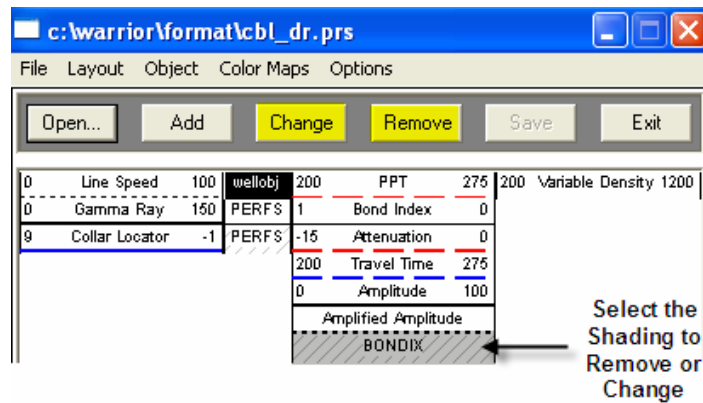 c:\warrior\format\cbl_dr.prs
File Layout Object Color Maps Options
Open... Add Change Remove Save Exit
0 Line Speed 100 wellobj 200 PPT 275 200 Variable Density 1200
0 Gamma Ray 150 PERFS 1 Bond Index 0
9 Collar Locator -1 PERFS -15 Attenuation 0
200 Travel Time 275
0 Amplitude 100
Amplified Amplitude
BONDIX
Select the
Shading to
Remove or
Change